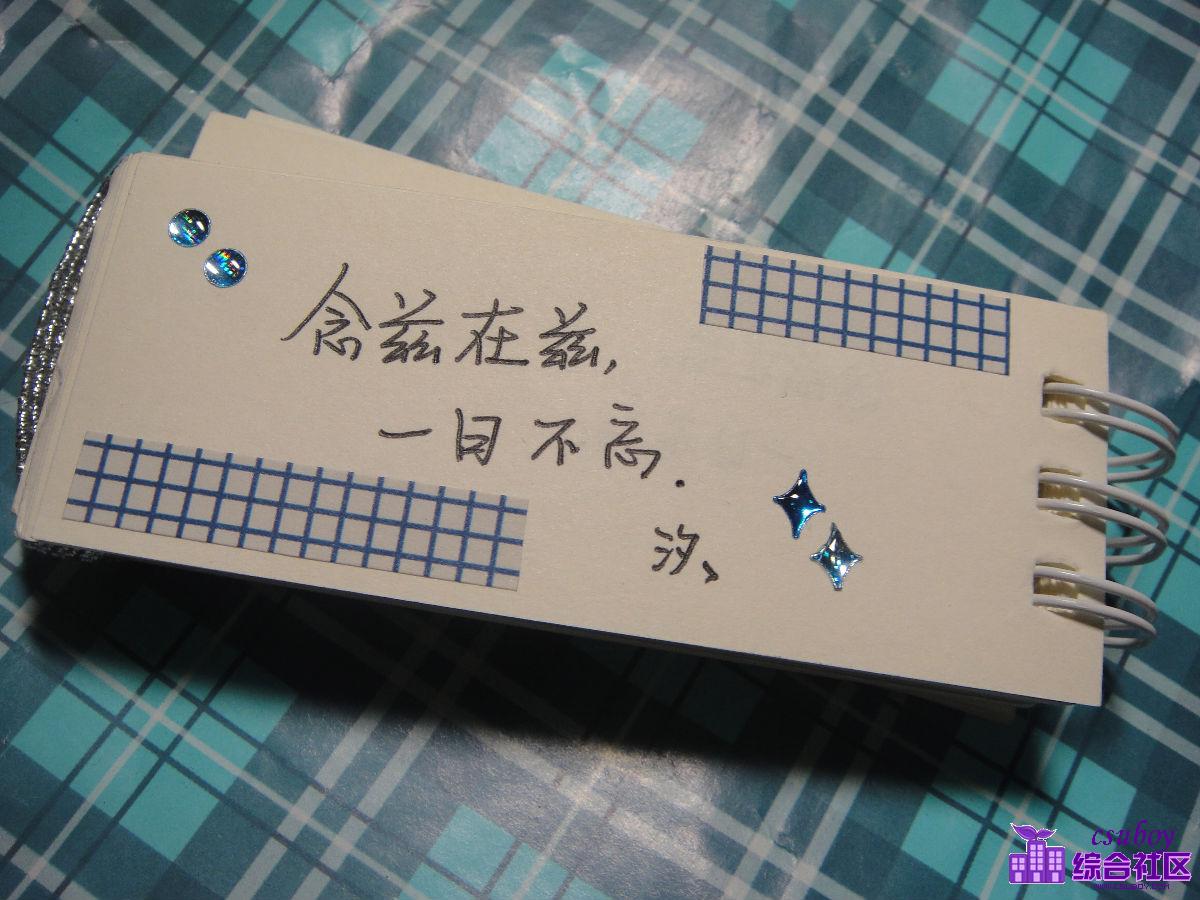 念兹在兹,
一日不忘.
汐、
csuboy
综合社区